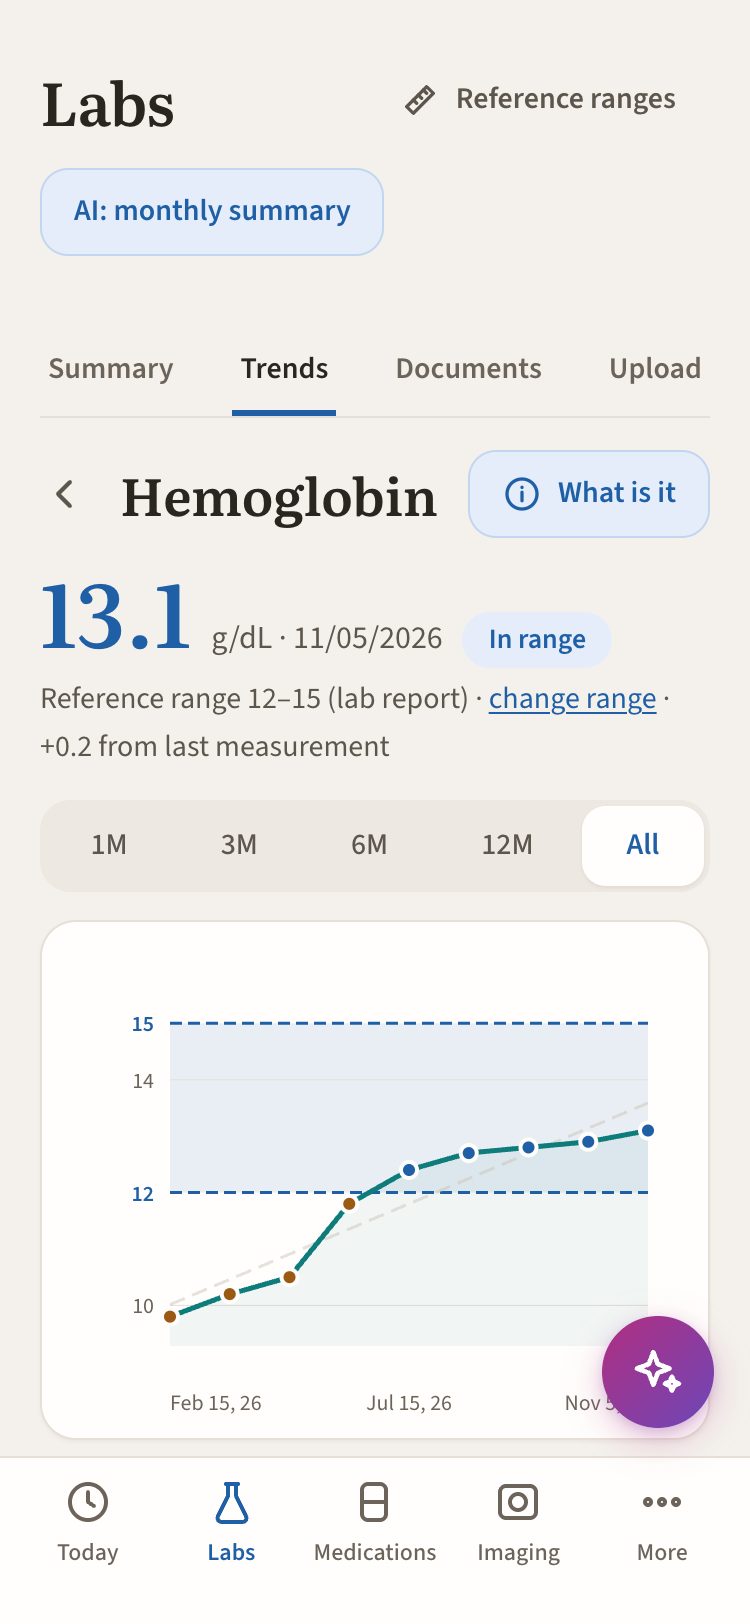 Labs
Reference ranges
AI: monthly summary
Summary
Trends
Documents
Upload
Hemoglobin
What is it
13.1 g/dL · 11/05/2026
In range
Reference range 12–15 (lab report) · change range ·
+0.2 from last measurement
1M
3M
6M
12M
All
15
14
12
10
Feb 15, 26
Jul 15, 26
Nov 5
Today
Labs
Medications
Imaging
More